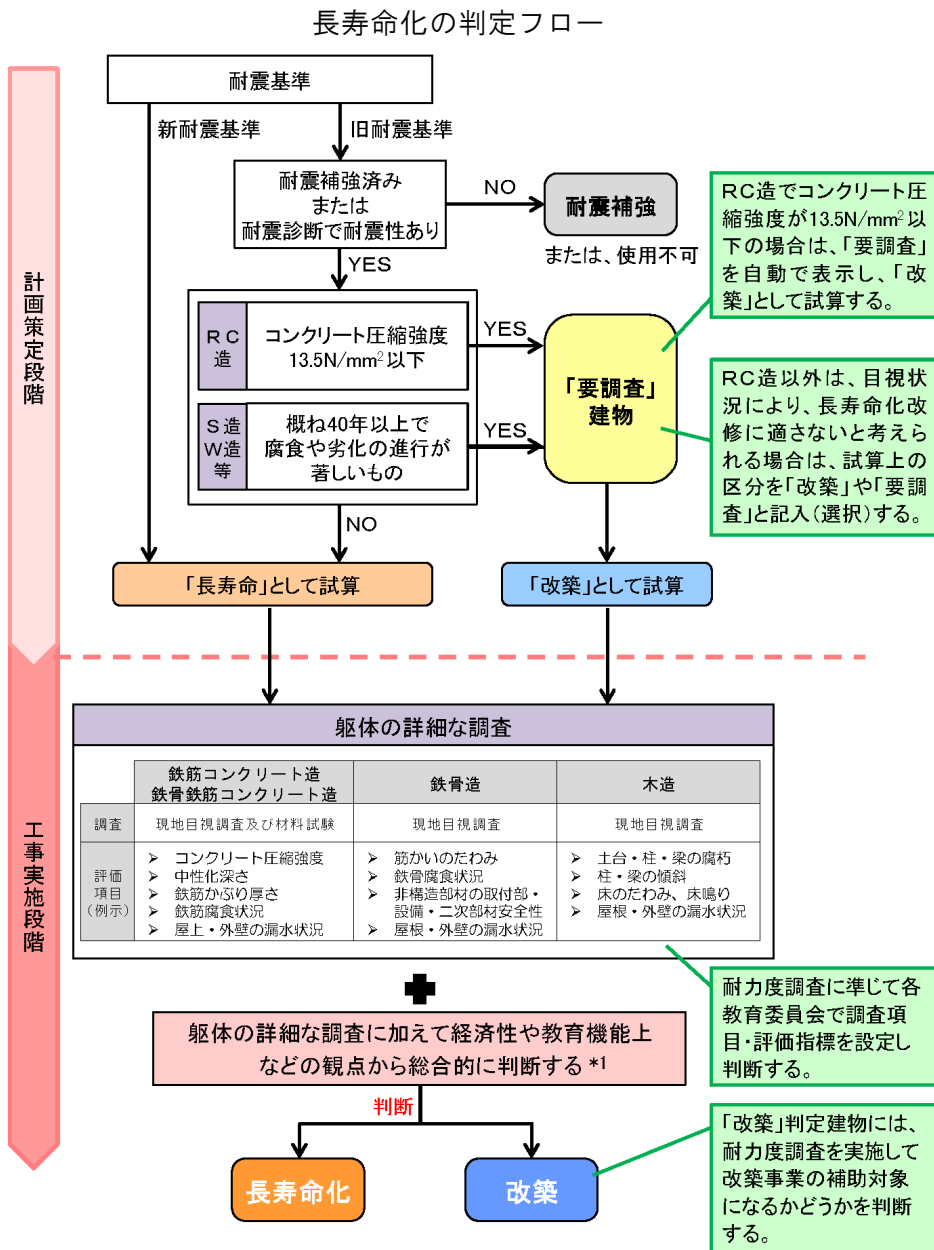 長寿命化の判定フロー
耐震基準
新耐震基準
旧耐震基準
耐震補強済み
または
耐震診断で耐震性あり
NO
耐震補強
または、使用不可
YES
RC
造
コンクリート圧縮強度
13.5N/mm²以下
YES
S造
W造
等
概ね40年以上で
腐食や劣化の進行が
著しいもの
YES
「要調査」
建物
NO
RC造でコンクリート圧
縮強度が13.5N/mm²以
下の場合は、「要調査」
を自動で表示し、「改
築」として試算する。
RC造以外は、目視状
況により、長寿命化改
修に適さないと考えら
れる場合は、試算上の
区分を「改築」や「要調
査」と記入(選択)する。
「長寿命」として試算
「改築」として試算
計画策定段階
工事実施段階
躯体の詳細な調査
鉄筋コンクリート造
鉄骨鉄筋コンクリート造
鉄骨造
木造
調査
現地目視調査及び材料試験
現地目視調査
現地目視調査
評価
項目
(例示)
➢ コンクリート圧縮強度
➢ 中性化深さ
➢ 鉄筋かぶり厚さ
➢ 鉄筋腐食状況
➢ 屋上・外壁の漏水状況
➢ 筋かいのたわみ
➢ 鉄骨腐食状況
➢ 非構造部材の取付部・
設備・二次部材安全性
➢ 屋根・外壁の漏水状況
➢ 土台・柱・梁の腐朽
➢ 柱・梁の傾斜
➢ 床のたわみ、床鳴り
➢ 屋根・外壁の漏水状況
耐力度調査に準じて各
教育委員会で調査項
目・評価指標を設定し
判断する。
躯体の詳細な調査に加えて経済性や教育機能上
などの観点から総合的に判断する *1
判断
長寿命化
改築
「改築」判定建物には、
耐力度調査を実施して
改築事業の補助対象
になるかどうかを判断
する。